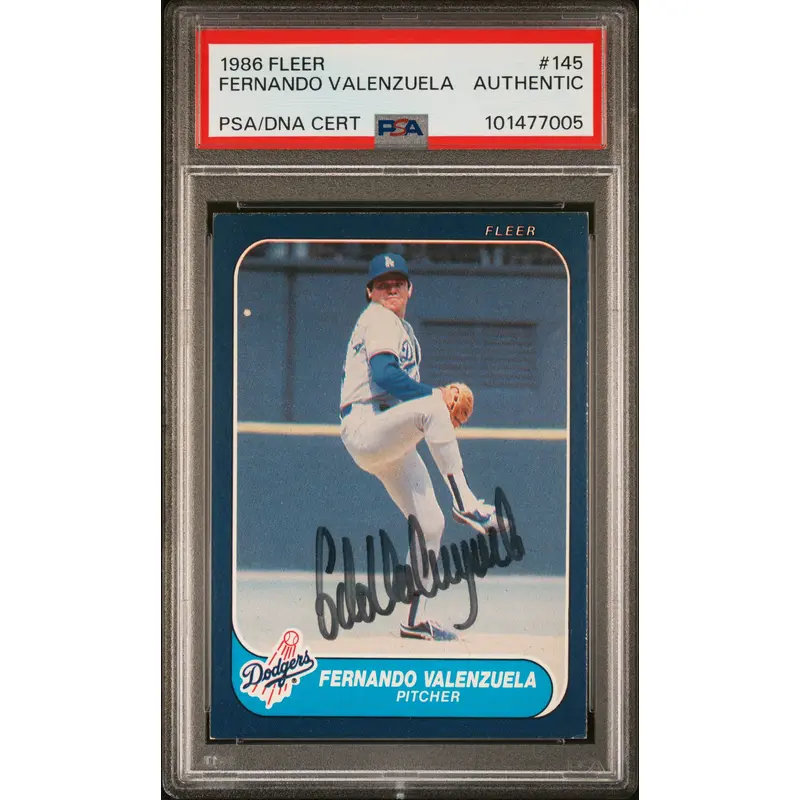 1986 FLEER #145
FERNANDO VALENZUELA AUTHENTIC
PSA/DNA CERT PSA 101477005
FLEER
Dodgers
FERNANDO VALENZUELA
PITCHER